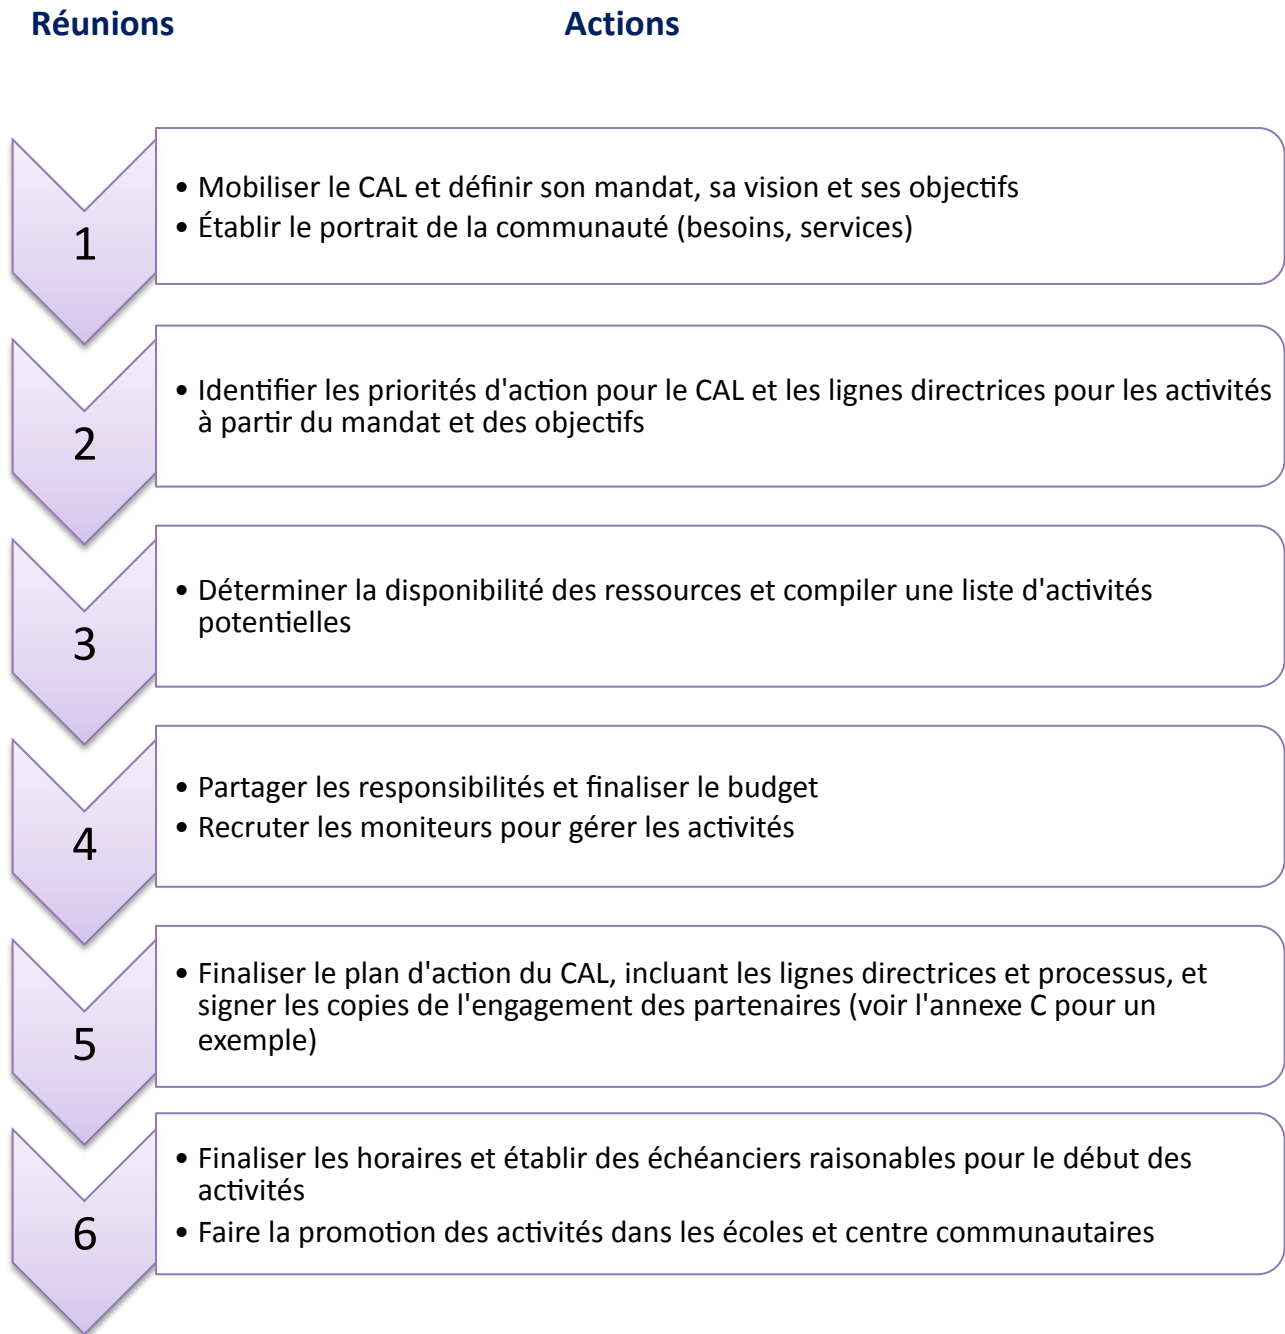 Réunions Actions
1
• Mobiliser le CAL et définir son mandat, sa vision et ses objectifs
• Établir le portrait de la communauté (besoins, services)
2
• Identifier les priorités d'action pour le CAL et les lignes directrices pour les activités
à partir du mandat et des objectifs
3
• Déterminer la disponibilité des ressources et compiler une liste d'activités
potentielles
4
• Partager les responsibilités et finaliser le budget
• Recruter les moniteurs pour gérer les activités
5
• Finaliser le plan d'action du CAL, incluant les lignes directrices et processus, et
signer les copies de l'engagement des partenaires (voir l'annexe C pour un
exemple)
6
• Finaliser les horaires et établir des échéanciers raisonables pour le début des
activités
• Faire la promotion des activités dans les écoles et centre communautaires